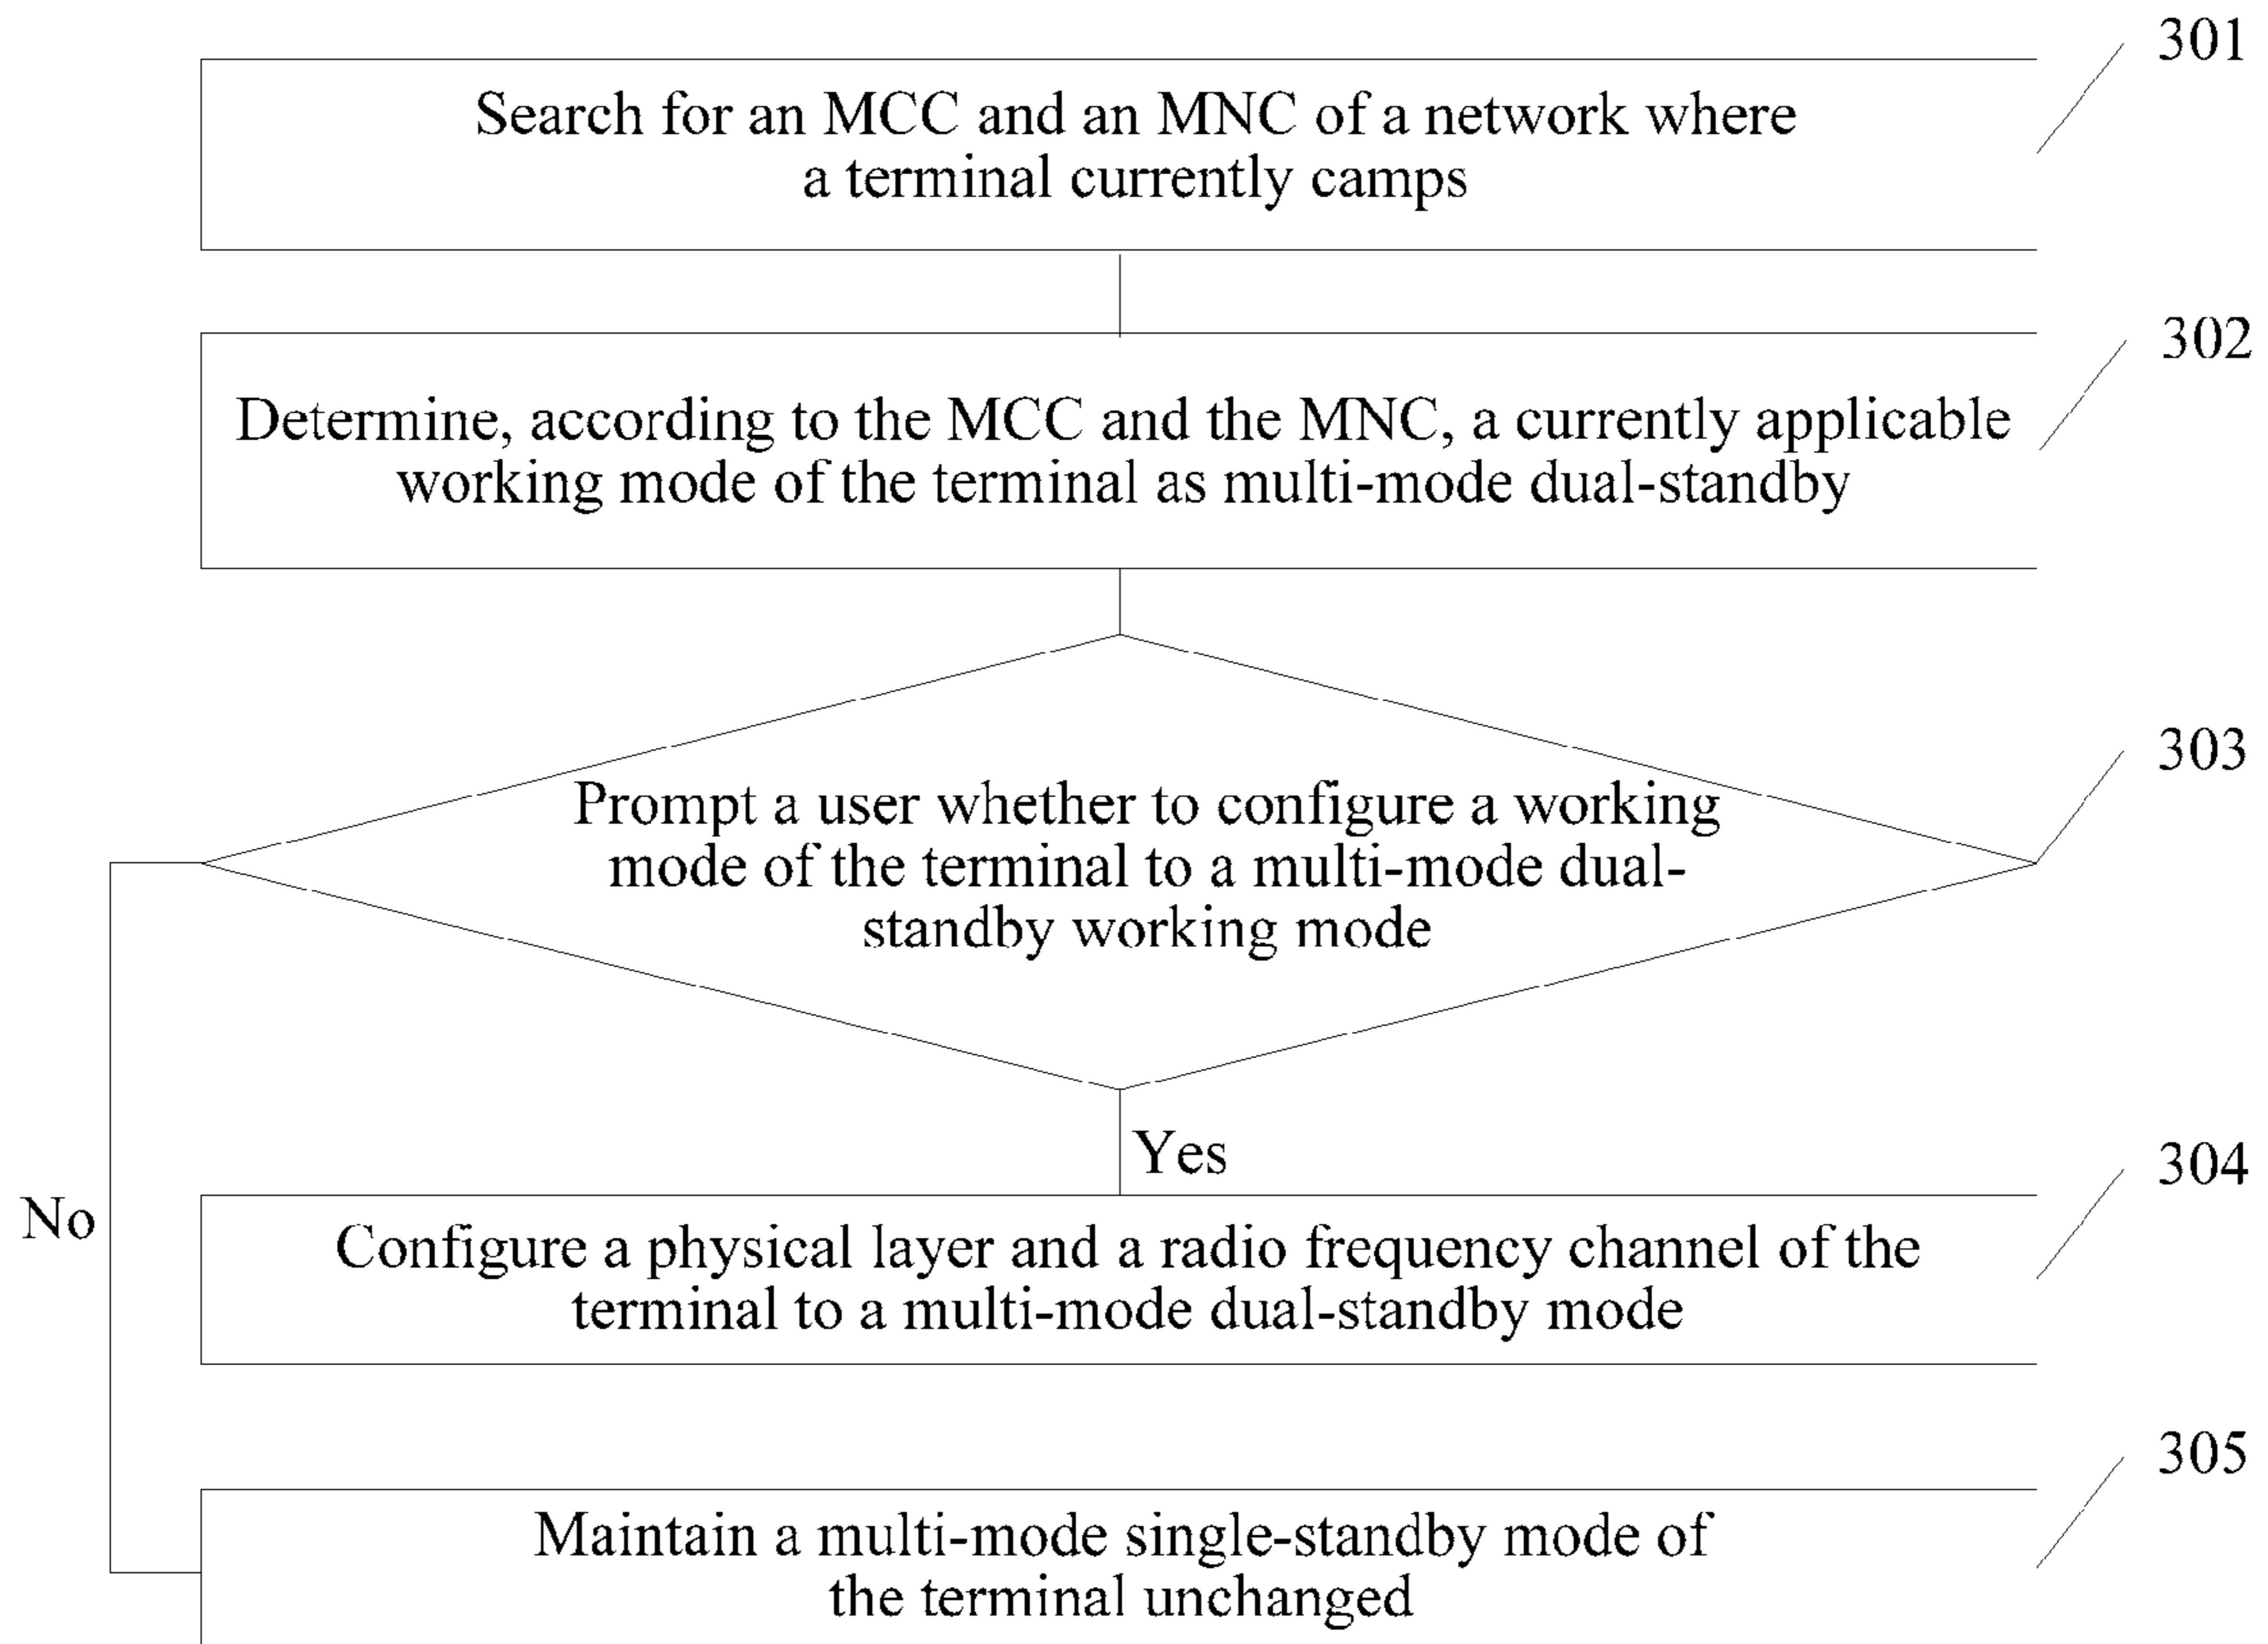 301
Search for an MCC and an MNC of a network where
a terminal currently camps
302
Determine, according to the MCC and the MNC, a currently applicable
working mode of the terminal as multi-mode dual-standby
303
Prompt a user whether to configure a working
mode of the terminal to a multi-mode dual-
standby working mode
Yes
No
304
Configure a physical layer and a radio frequency channel of the
terminal to a multi-mode dual-standby mode
305
Maintain a multi-mode single-standby mode of
the terminal unchanged